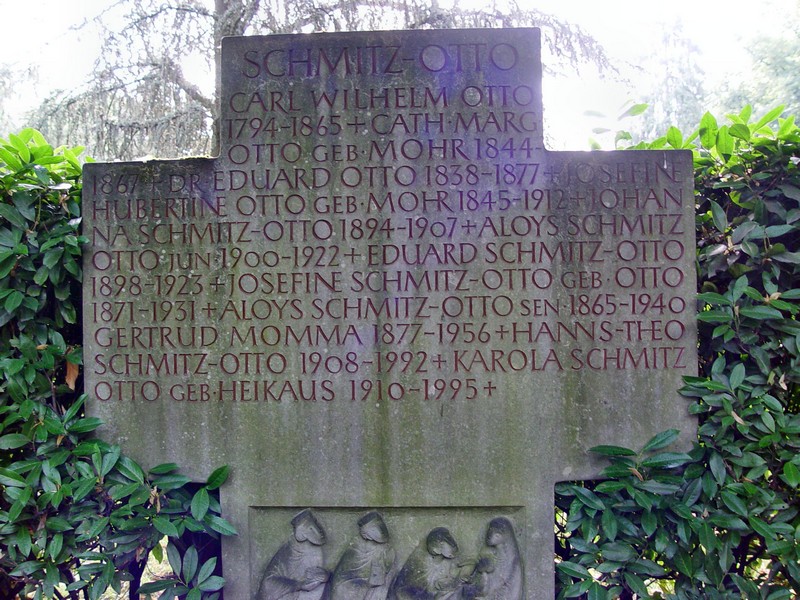 SCHMITZ-OTTO
CARL WILHELM OTTO
1794-1865+CATH·MARG
OTTO GEB·MOHR 1844-
1867+DR EDUARD OTTO 1838-1877+JOSEFINE
HUBERTINE OTTO GEB·MOHR 1845-1912+JOHAN
NA SCHMITZ-OTTO 1894-1907+ALOYS SCHMITZ
OTTO JUN·1900-1922+EDUARD SCHMITZ-OTTO
1898-1923+JOSEFINE SCHMITZ-OTTO GEB·OTTO
1871-1931+ALOYS SCHMITZ-OTTO SEN·1865-1940
GERTRUD MOMMA 1877-1956+HANNS-THEO
SCHMITZ-OTTO 1908-1992+KAROLA SCHMITZ
OTTO GEB·HEIKAUS 1910-1995+